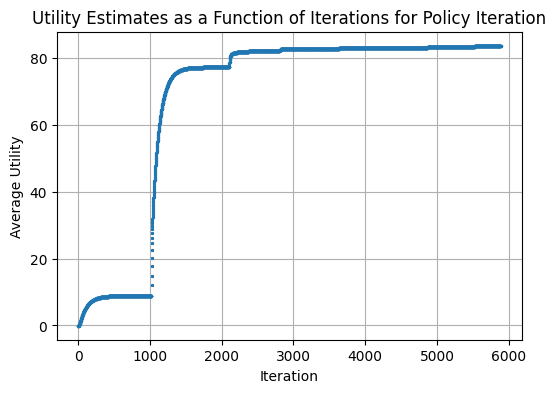 Utility Estimates as a Function of Iterations for Policy Iteration
80
60
40
20
0
Average Utility
0 1000 2000 3000 4000 5000 6000
Iteration